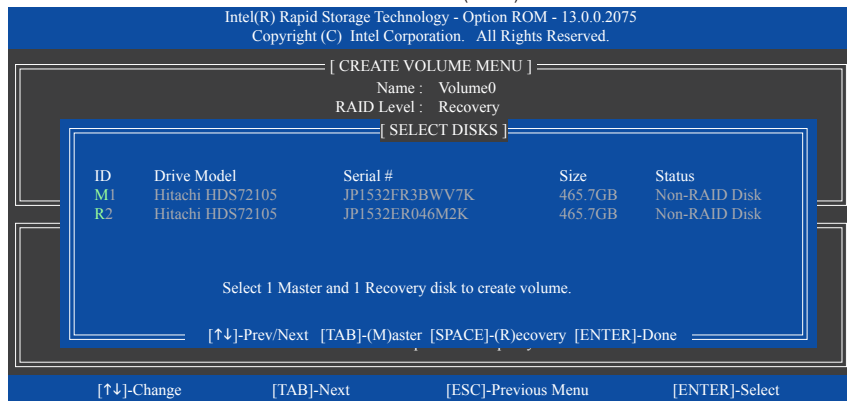 Intel(R) Rapid Storage Technology - Option ROM - 13.0.0.2075
Copyright (C) Intel Corporation. All Rights Reserved.
[ CREATE VOLUME MENU ]
Name : Volume0
RAID Level : Recovery
[ SELECT DISKS ]
ID Drive Model Serial # Size Status
M1 Hitachi HDS72105 JP1532FR3BWV7K 465.7GB Non-RAID Disk
R2 Hitachi HDS72105 JP1532ER046M2K 465.7GB Non-RAID Disk
Select 1 Master and 1 Recovery disk to create volume.
[↑↓]-Prev/Next [TAB]-(M)aster [SPACE]-(R)ecovery [ENTER]-Done
[↑↓]-Change [TAB]-Next [ESC]-Previous Menu [ENTER]-Select